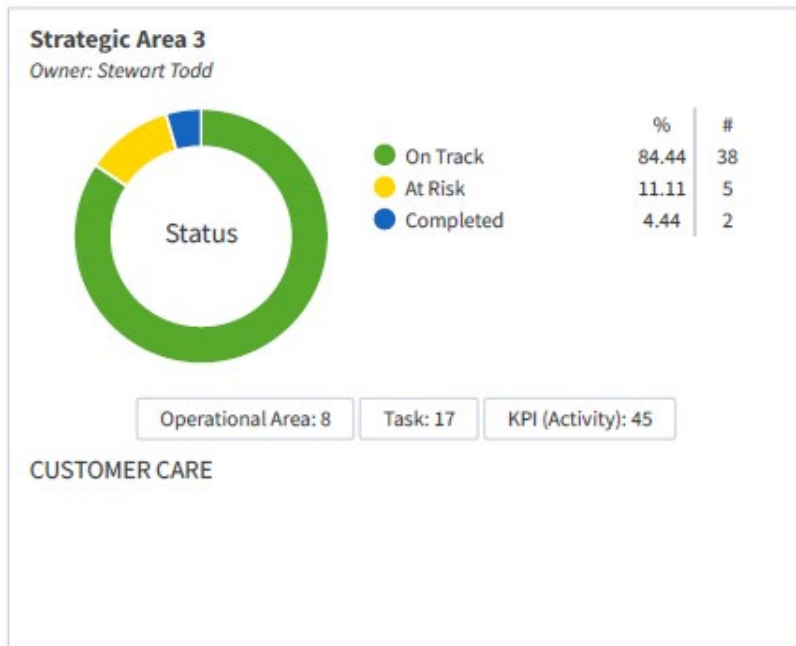 Strategic Area 3
Owner: Stewart Todd
% #
On Track 84.44 38
At Risk 11.11 5
Completed 4.44 2
Status
Operational Area: 8 Task: 17 KPI (Activity): 45
CUSTOMER CARE